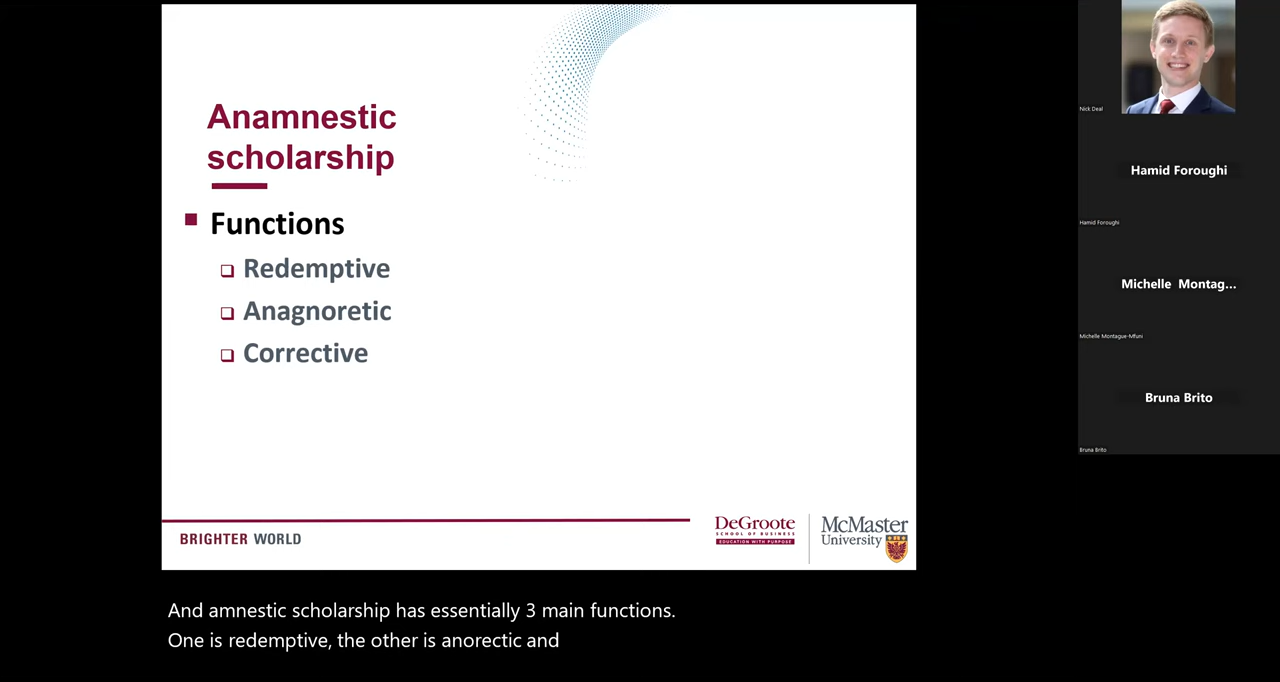 Anamnestic
scholarship
Functions
Redemptive
Anagnoretic
Corrective
BRIGHTER WORLD
DeGroote
SCHOOL OF BUSINESS
EDUCATION WITH PURPOSE
McMaster
University
And amnestic scholarship has essentially 3 main functions.
One is redemptive, the other is anorectic and
Nick Deal
Hamid Foroughi
Hamid Foroughi
Michelle Montag...
Michelle Montague-Mfuni
Bruna Brito
Bruna Brito